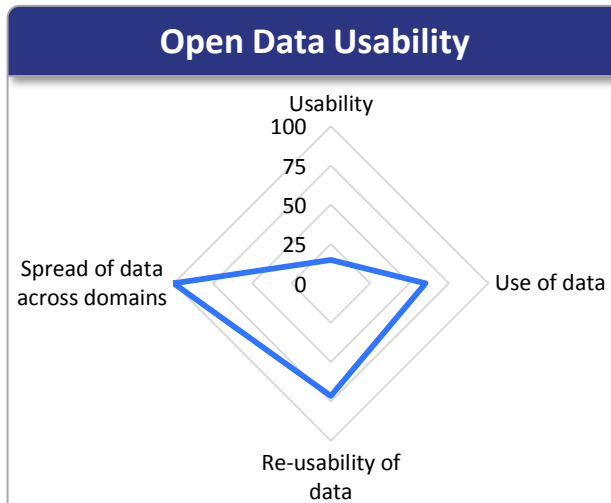 Open Data Usability
Usability
100
75
50
25
0
Spread of data
across domains
Use of data
Re-usability of
data